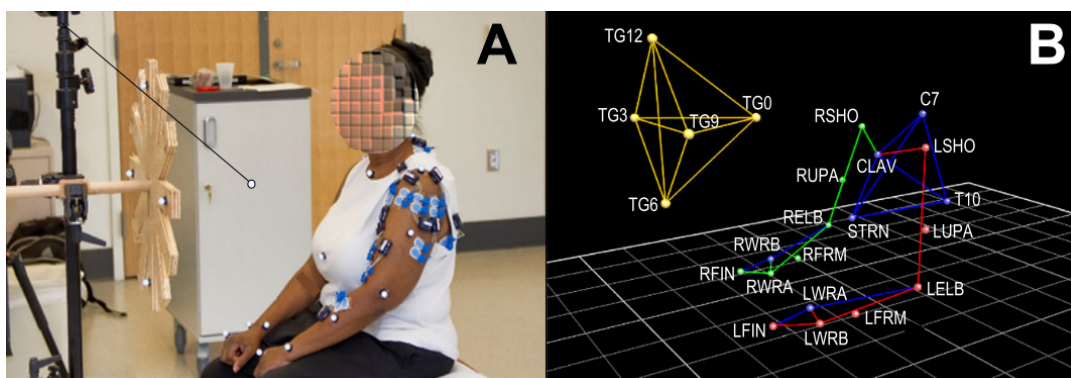 A
B
TG12
TG3
TG9
TG0
TG6
C7
RSHO
LSHO
CLAV
RUPA
T10
RELB
STRN
LUPA
RWRB
RFRM
RFIN
RWRA
LELB
LWRA
LFIN
LWRB
LFRM